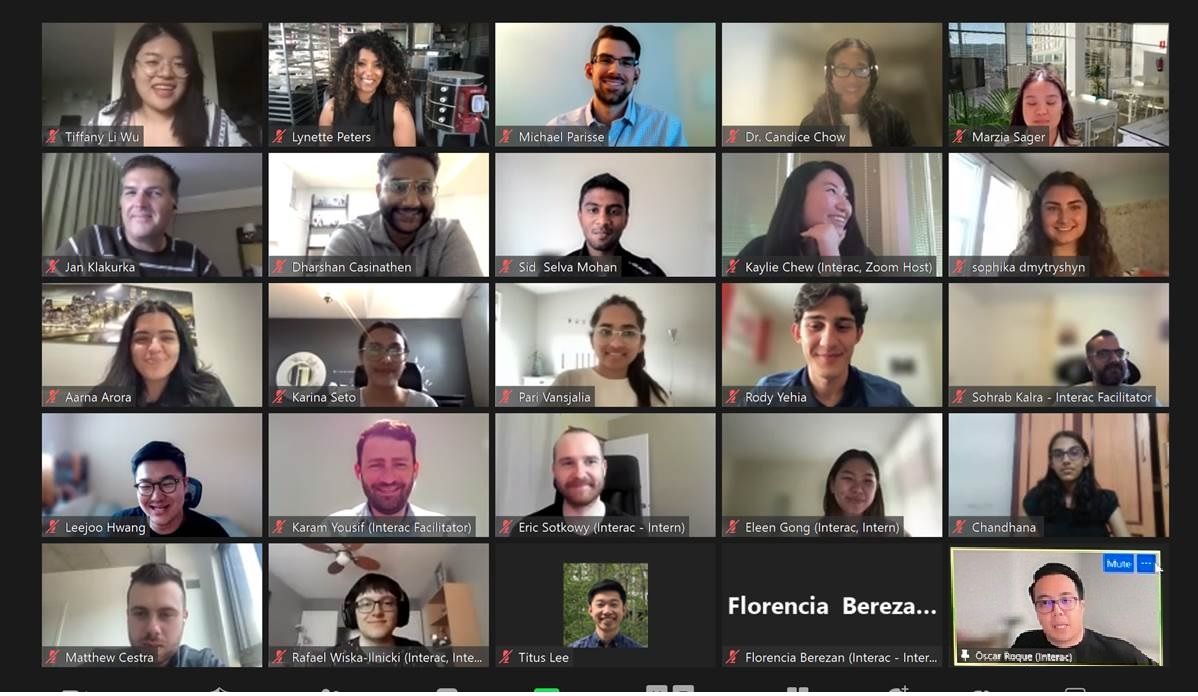 Tiffany Li Wu
Lynette Peters
Michael Parisse
Dr. Candice Chow
Marzia Sager
Jan Klakurka
Dharshan Casinathen
Sid Selva Mohan
Kaylie Chew (Interac, Zoom Host)
sophika dmytryshyn
Aarna Arora
Karina Seto
Pari Vansjalia
Rody Yehia
Sohrab Kalra - Interac Facilitator
Leejoo Hwang
Karam Yousif (Interac Facilitator)
Eric Sotkowy (Interac - Intern)
Eleen Gong (Interac, Intern)
Chandhana
Mute ...
Florencia Bereza...
Matthew Cestra
Rafael Wiska-Ilnicki (Interac, Inte...
Titus Lee
Florencia Berezan (Interac - Inter...
Oscar Roque (Interac)